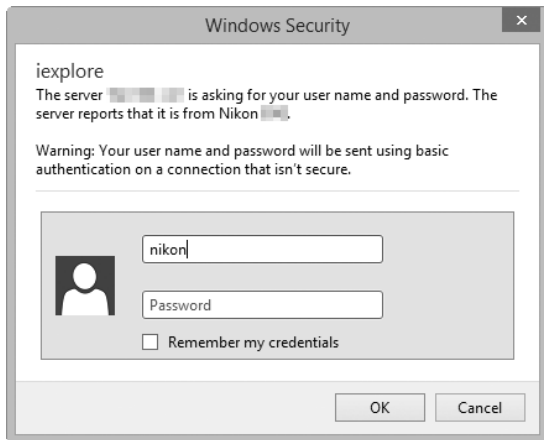 Windows Security
iexplore
The server is asking for your user name and password. The
server reports that it is from Nikon .
Warning: Your user name and password will be sent using basic
authentication on a connection that isn't secure.
nikon
Password
Remember my credentials
OK Cancel